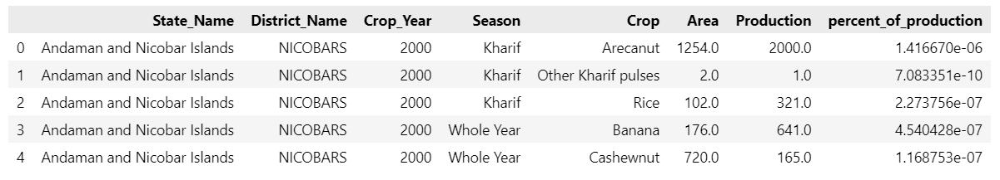 State_Name District_Name Crop_Year Season Crop Area Production percent_of_production
0 Andaman and Nicobar Islands NICOBARS 2000 Kharif Arecanut 1254.0 2000.0 1.416670e-06
1 Andaman and Nicobar Islands NICOBARS 2000 Kharif Other Kharif pulses 2.0 1.0 7.083351e-10
2 Andaman and Nicobar Islands NICOBARS 2000 Kharif Rice 102.0 321.0 2.273756e-07
3 Andaman and Nicobar Islands NICOBARS 2000 Whole Year Banana 176.0 641.0 4.540428e-07
4 Andaman and Nicobar Islands NICOBARS 2000 Whole Year Cashewnut 720.0 165.0 1.168753e-07